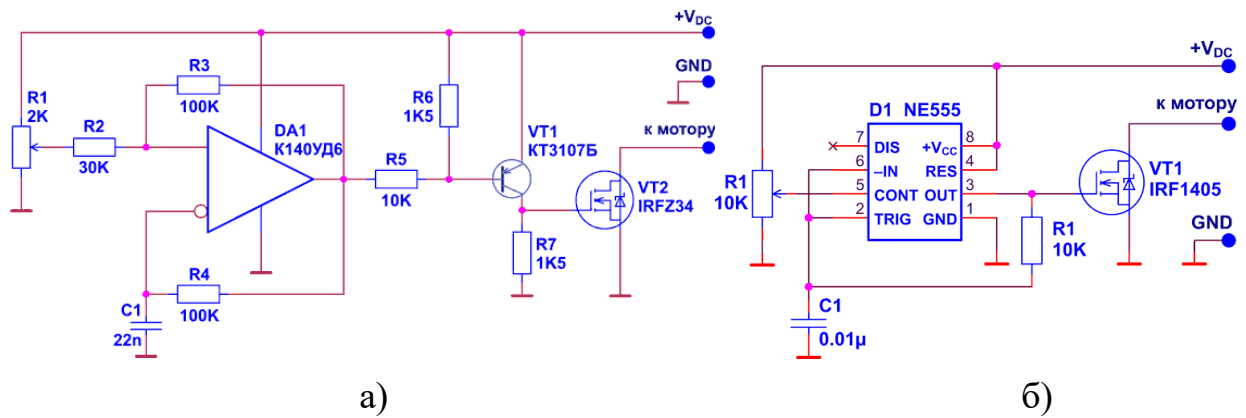 +VDC
GND
R3
100K
R1
2K
R2
30K
DA1
К140УД6
R6
1K5
VT1
КТ3107Б
к мотору
R5
10K
VT2
IRFZ34
R7
1K5
R4
100K
C1
22n
а)
+VDC
D1 NE555
к мотору
7
DIS
+VCC
8
6
–IN
RES
4
5
CONT
OUT
3
2
TRIG
GND
1
VT1
IRF1405
R1
10K
R1
10K
GND
C1
0.01µ
б)